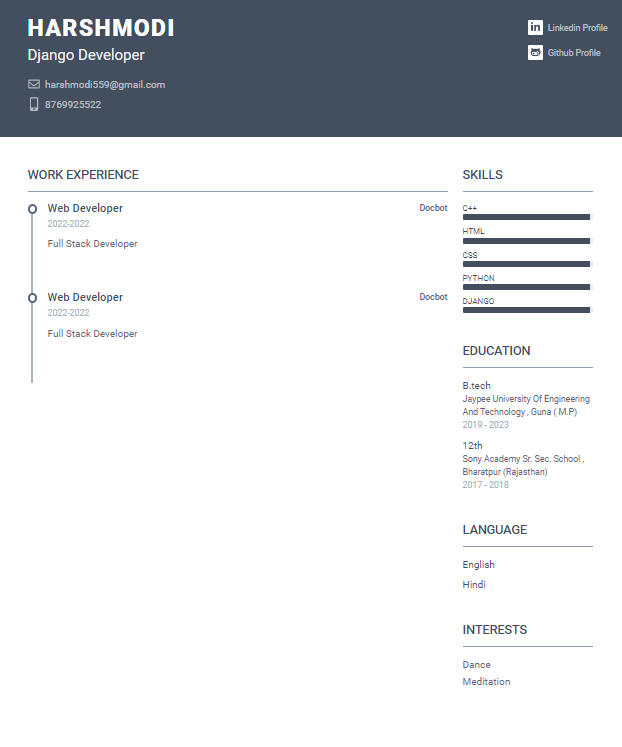 HARSHMODI
Django Developer
harshmodi559@gmail.com
8769925522
Linkedin Profile
Github Profile
WORK EXPERIENCE
Web Developer
Docbot
2022-2022
Full Stack Developer
Web Developer
Docbot
2022-2022
Full Stack Developer
SKILLS
C++
HTML
CSS
PYTHON
DJANGO
EDUCATION
B.tech
Jaypee University Of Engineering
And Technology , Guna ( M.P)
2019 - 2023
12th
Sony Academy Sr. Sec. School ,
Bharatpur (Rajasthan)
2017 - 2018
LANGUAGE
English
Hindi
INTERESTS
Dance
Meditation